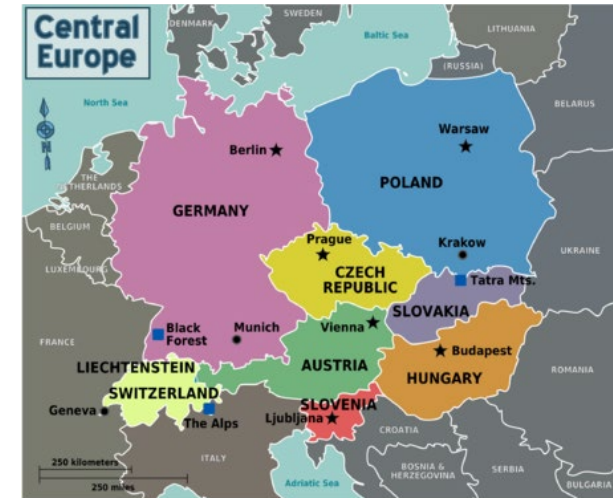 Central
Europe
DENMARK
SWEDEN
Baltic Sea
LITHUANIA
(RUSSIA)
BELARUS
North Sea
Berlin
Warsaw
THE
NETHERLANDS
POLAND
GERMANY
BELGIUM
Prague
Krakow
UKRAINE
LUXEMBOURG
CZECH
REPUBLIC
Tatra Mts.
SLOVAKIA
Black
Forest
Munich
Vienna
FRANCE
Budapest
LIECHTENSTEIN
AUSTRIA
ROMANIA
SWITZERLAND
HUNGARY
SLOVENIA
Geneva
The Alps
Ljubljana
CROATIA
ITALY
250 kilometers
250 miles
BOSNIA &
HERZEGOVINA
SERBIA
Adriatic Sea
BULGARIA
N